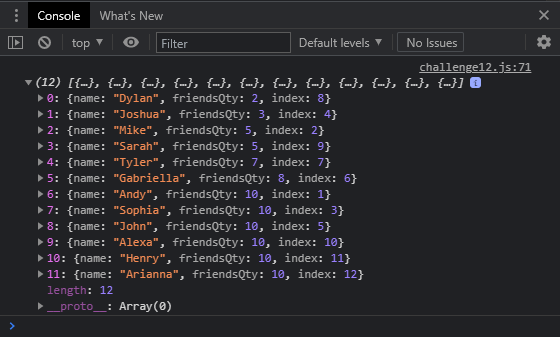 Console What's New
top Filter Default levels No Issues
challenge12.js:71
(12) [{…}, {…}, {…}, {…}, {…}, {…}, {…}, {…}, {…}, {…}, {…}, {…}] i
0: {name: "Dylan", friendsQty: 2, index: 8}
1: {name: "Joshua", friendsQty: 3, index: 4}
2: {name: "Mike", friendsQty: 5, index: 2}
3: {name: "Sarah", friendsQty: 5, index: 9}
4: {name: "Tyler", friendsQty: 7, index: 7}
5: {name: "Gabriella", friendsQty: 8, index: 6}
6: {name: "Andy", friendsQty: 10, index: 1}
7: {name: "Sophia", friendsQty: 10, index: 3}
8: {name: "John", friendsQty: 10, index: 5}
9: {name: "Alexa", friendsQty: 10, index: 10}
10: {name: "Henry", friendsQty: 10, index: 11}
11: {name: "Arianna", friendsQty: 10, index: 12}
length: 12
__proto__: Array(0)